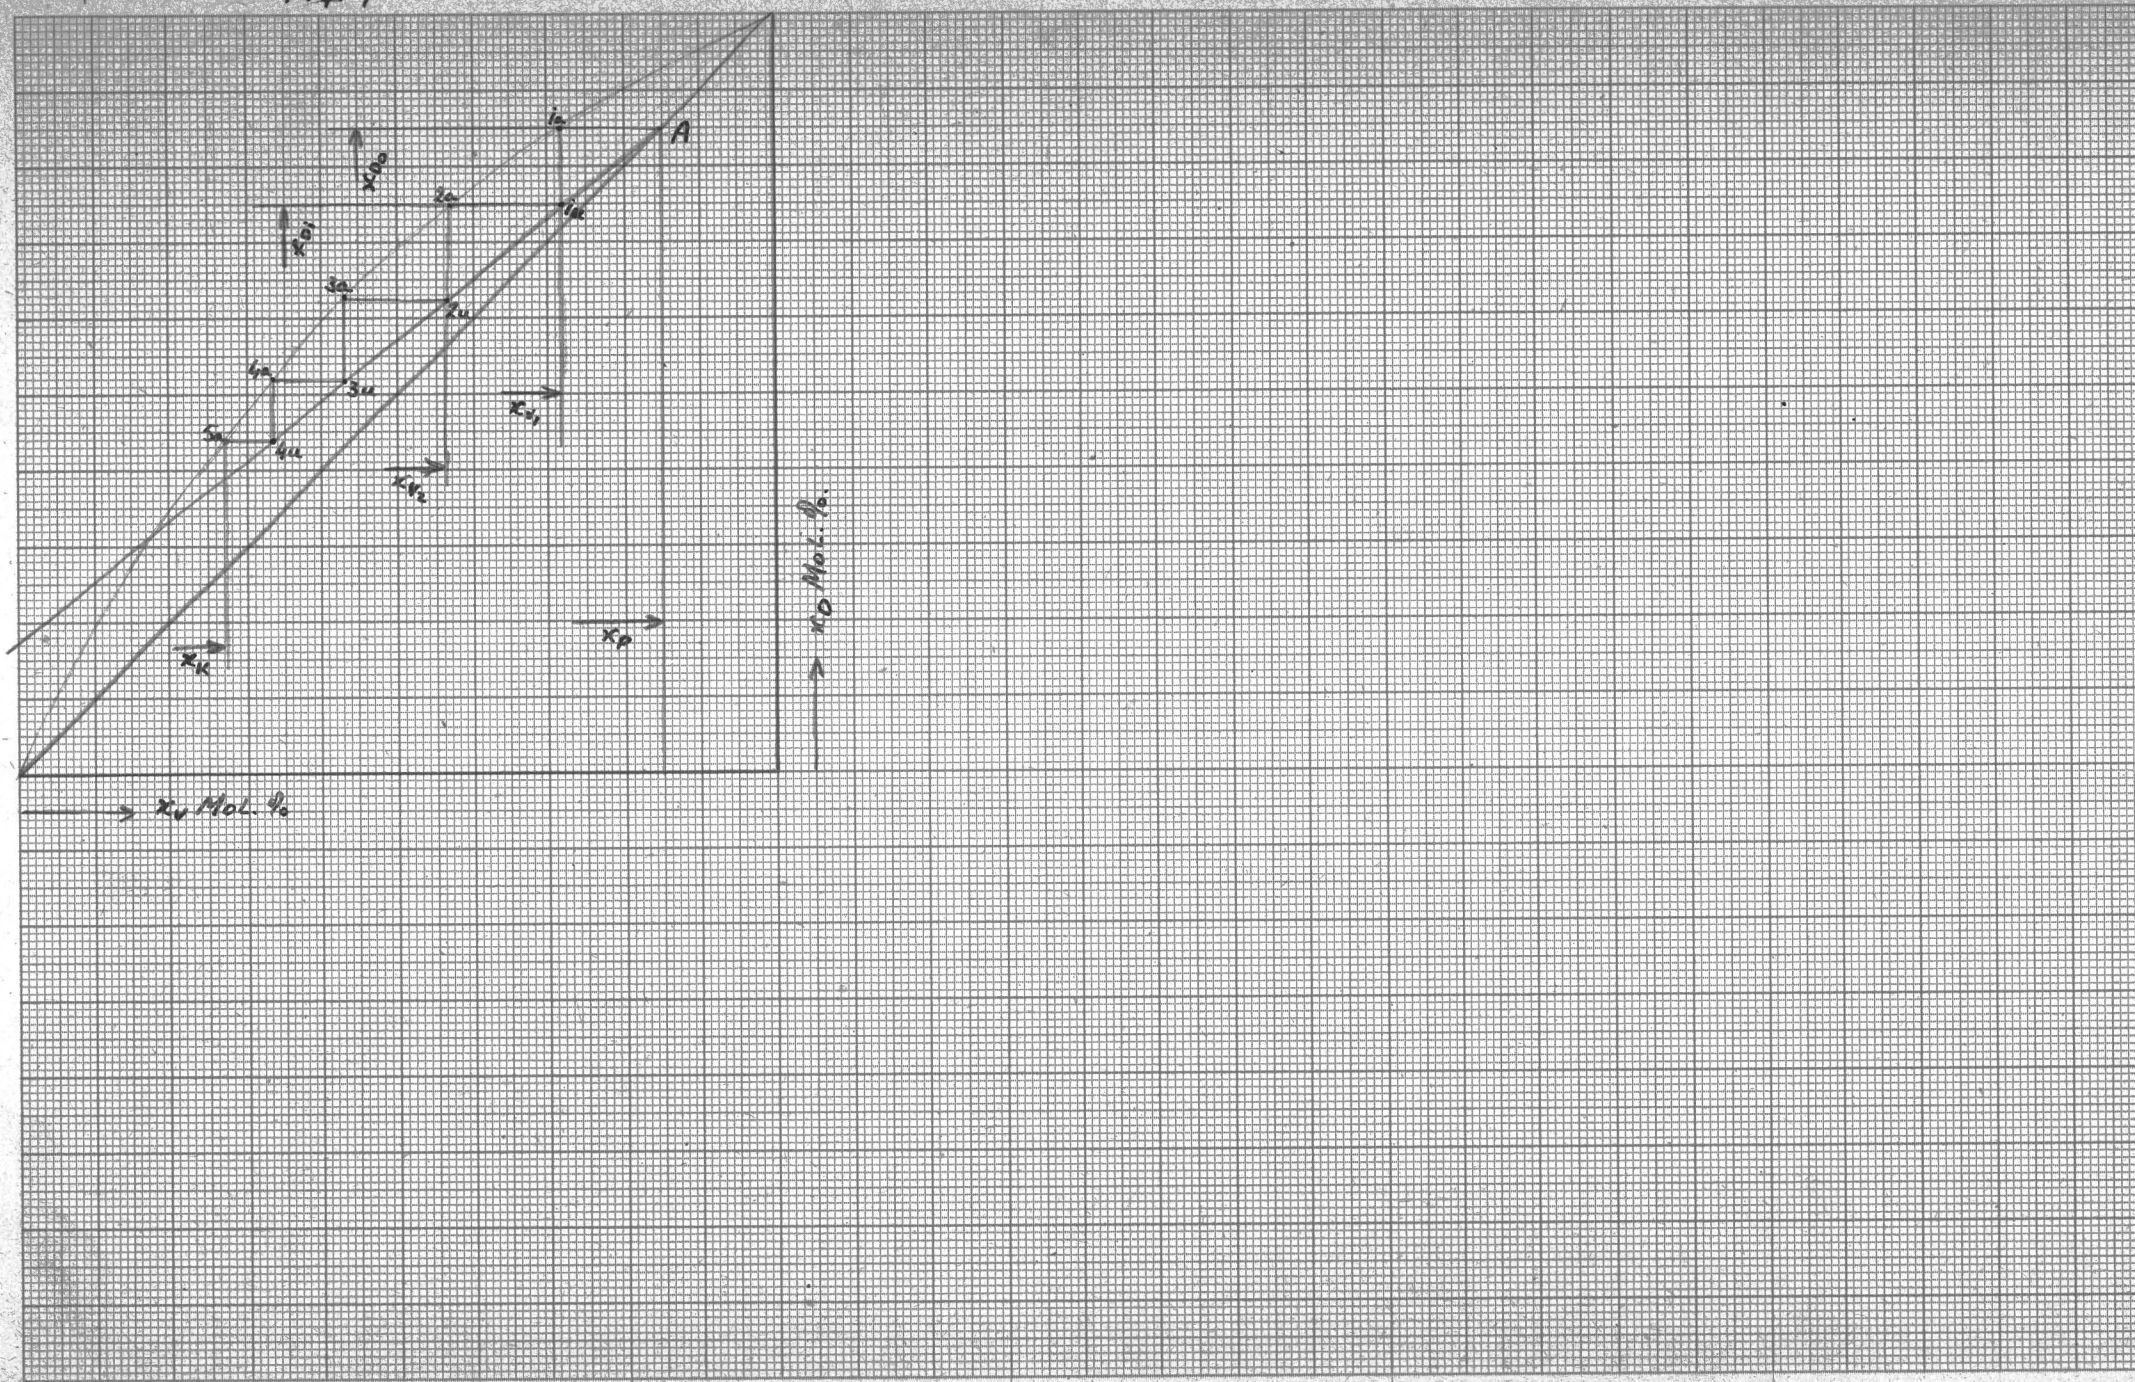 1a
A
x_D0
2a
1u
x_D1
3a
2u
4a
3u
x_V1
5a
4u
x_V2
x_D MOL. %.
x_P
x_K
x_V MOL. %